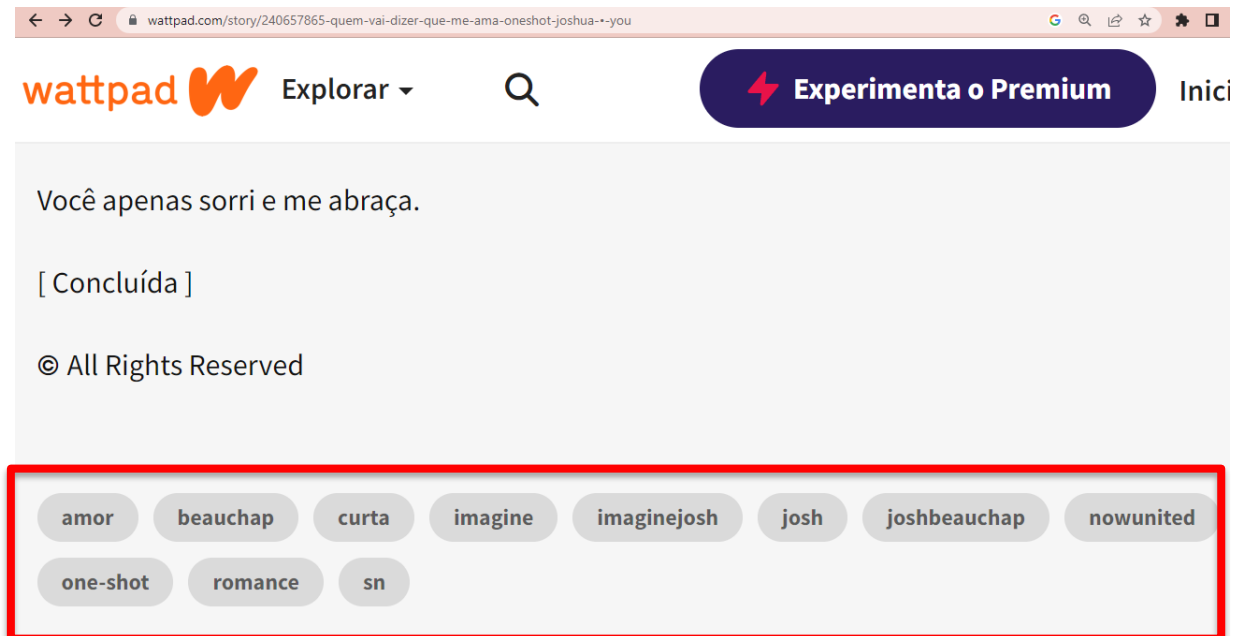 wattpad.com/story/240657865-quem-vai-dizer-que-me-ama-oneshot-joshua-•-you
wattpad Explorar Experimenta o Premium Inici
Você apenas sorri e me abraça.
[ Concluída ]
© All Rights Reserved
amor beauchap curta imagine imaginejosh josh joshbeauchap nowunited
one-shot romance sn